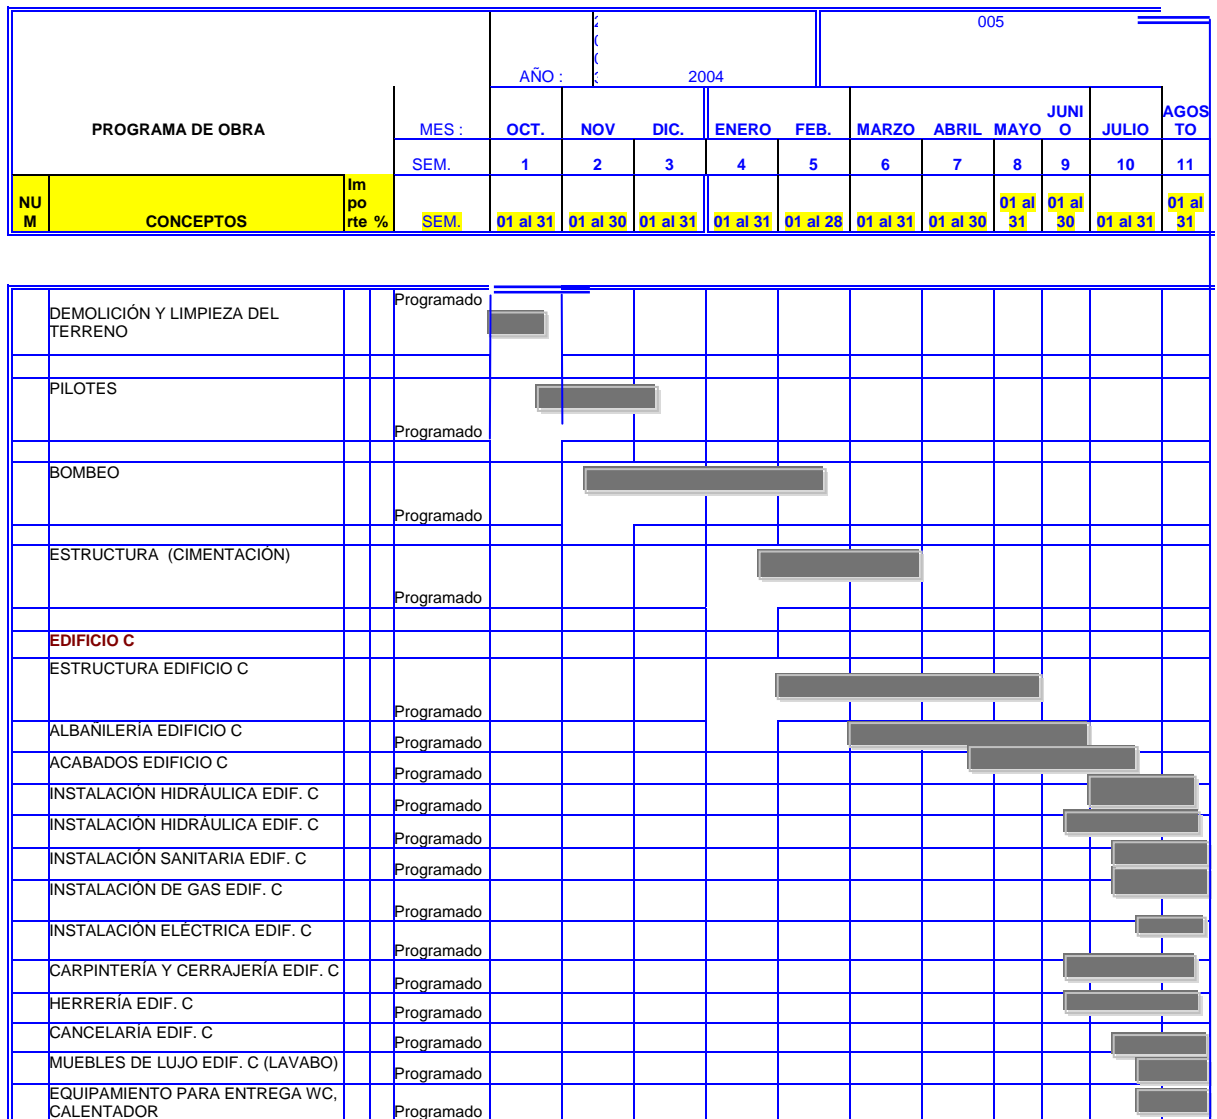 005
AÑO :
2004
PROGRAMA DE OBRA
MES :
OCT.
NOV
DIC.
ENERO
FEB.
MARZO
ABRIL
MAYO
JUNI
O
JULIO
AGOS
TO
SEM.
1
2
3
4
5
6
7
8
9
10
11
NU
M
CONCEPTOS
Im
po
rte
%
SEM.
01 al 31
01 al 30
01 al 31
01 al 31
01 al 28
01 al 31
01 al 30
01 al
31
01 al
30
01 al 31
01 al
31
Programado
DEMOLICIÓN Y LIMPIEZA DEL
TERRENO
PILOTES
Programado
BOMBEO
Programado
ESTRUCTURA (CIMENTACIÓN)
Programado
EDIFICIO C
ESTRUCTURA EDIFICIO C
Programado
ALBAÑILERÍA EDIFICIO C
Programado
ACABADOS EDIFICIO C
Programado
INSTALACIÓN HIDRÁULICA EDIF. C
Programado
INSTALACIÓN HIDRÁULICA EDIF. C
Programado
INSTALACIÓN SANITARIA EDIF. C
Programado
INSTALACIÓN DE GAS EDIF. C
Programado
INSTALACIÓN ELÉCTRICA EDIF. C
Programado
CARPINTERÍA Y CERRAJERÍA EDIF. C
Programado
HERRERÍA EDIF. C
Programado
CANCELARÍA EDIF. C
Programado
MUEBLES DE LUJO EDIF. C (LAVABO)
Programado
EQUIPAMIENTO PARA ENTREGA WC,
CALENTADOR
Programado